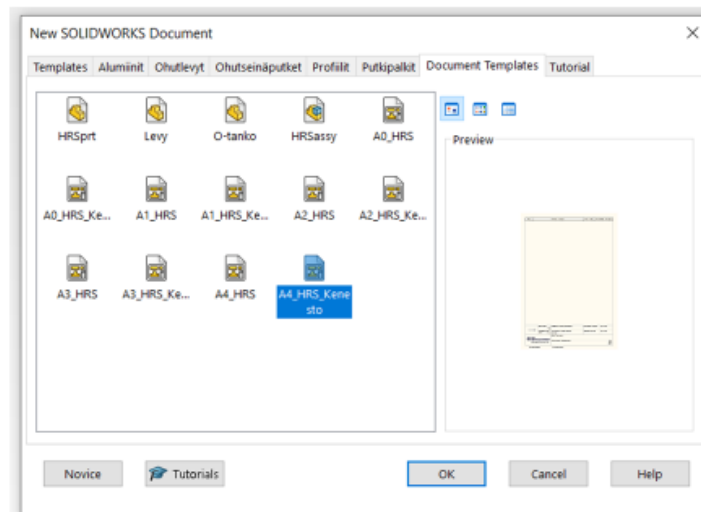 New SOLIDWORKS Document
Templates Alumiinit Ohutlevyt Ohutseinäputket Profiilit Putkipalkit Document Templates Tutorial
HRSprt Levy O-tanko HRSassy A0_HRS
A0_HRS_Ke... A1_HRS A1_HRS_Ke... A2_HRS A2_HRS_Ke...
A3_HRS A3_HRS_Ke... A4_HRS A4_HRS_Kene
sto
Preview
Novice Tutorials OK Cancel Help